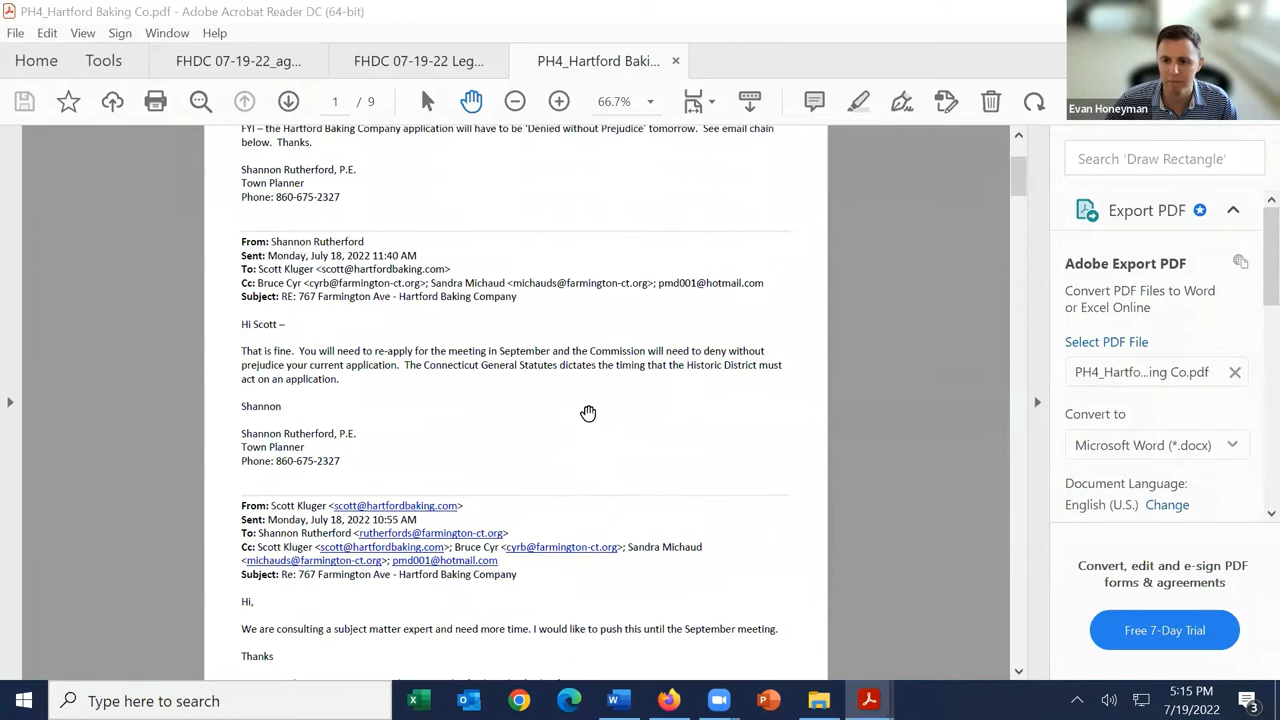 PH4_Hartford Baking Co.pdf - Adobe Acrobat Reader DC (64-bit)
File Edit View Sign Window Help
Home Tools FHDC 07-19-22_ag... FHDC 07-19-22 Leg... PH4_Hartford Baki... ×
1 / 9 66.7%
Evan Honeyman
FYI – the Hartford Baking Company application will have to be 'Denied without Prejudice' tomorrow. See email chain
below. Thanks.
Shannon Rutherford, P.E.
Town Planner
Phone: 860-675-2327
From: Shannon Rutherford
Sent: Monday, July 18, 2022 11:40 AM
To: Scott Kluger <scott@hartfordbaking.com>
Cc: Bruce Cyr <cyrb@farmington-ct.org>; Sandra Michaud <michauds@farmington-ct.org>; pmd001@hotmail.com
Subject: RE: 767 Farmington Ave - Hartford Baking Company
Hi Scott –
That is fine. You will need to re-apply for the meeting in September and the Commission will need to deny without
prejudice your current application. The Connecticut General Statutes dictates the timing that the Historic District must
act on an application.
Shannon
Shannon Rutherford, P.E.
Town Planner
Phone: 860-675-2327
From: Scott Kluger <scott@hartfordbaking.com>
Sent: Monday, July 18, 2022 10:55 AM
To: Shannon Rutherford <rutherfords@farmington-ct.org>
Cc: Scott Kluger <scott@hartfordbaking.com>; Bruce Cyr <cyrb@farmington-ct.org>; Sandra Michaud
<michauds@farmington-ct.org>; pmd001@hotmail.com
Subject: Re: 767 Farmington Ave - Hartford Baking Company
Hi,
We are consulting a subject matter expert and need more time. I would like to push this until the September meeting.
Thanks
Search 'Draw Rectangle'
Export PDF
Adobe Export PDF
Convert PDF Files to Word
or Excel Online
Select PDF File
PH4_Hartfo...ing Co.pdf
Convert to
Microsoft Word (*.docx)
Document Language:
English (U.S.) Change
Convert, edit and e-sign PDF
forms & agreements
Free 7-Day Trial
Type here to search
5:15 PM
7/19/2022
3